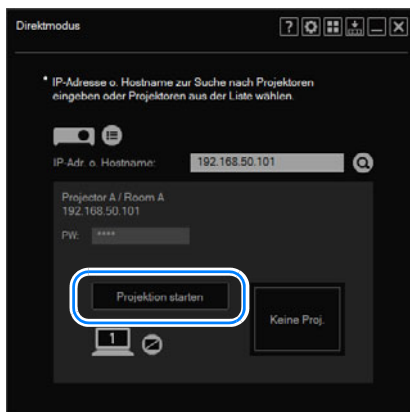 Direktmodus
?
* IP-Adresse o. Hostname zur Suche nach Projektoren
eingeben oder Projektoren aus der Liste wählen.
IP-Adr. o. Hostname: 192.168.50.101
Projector A / Room A
192.168.50.101
PW: ****
Projektion starten
1
Keine Proj.